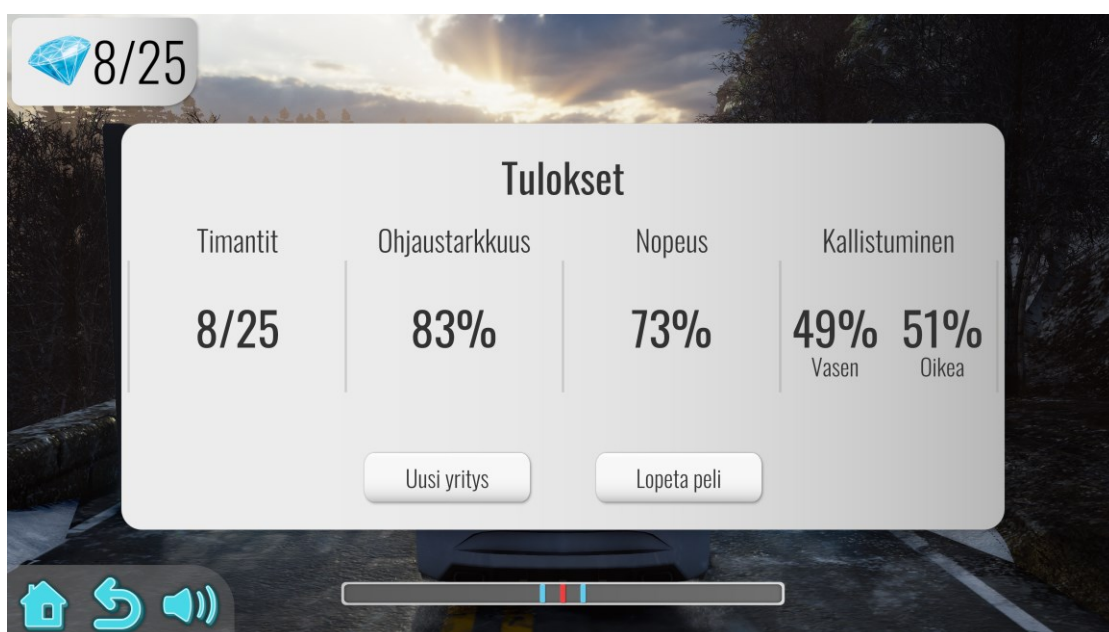 8/25
Tulokset
Timantit Ohjaustarkkuus Nopeus Kallistuminen
8/25 83% 73% 49% 51%
Vasen Oikea
Uusi yritys Lopeta peli